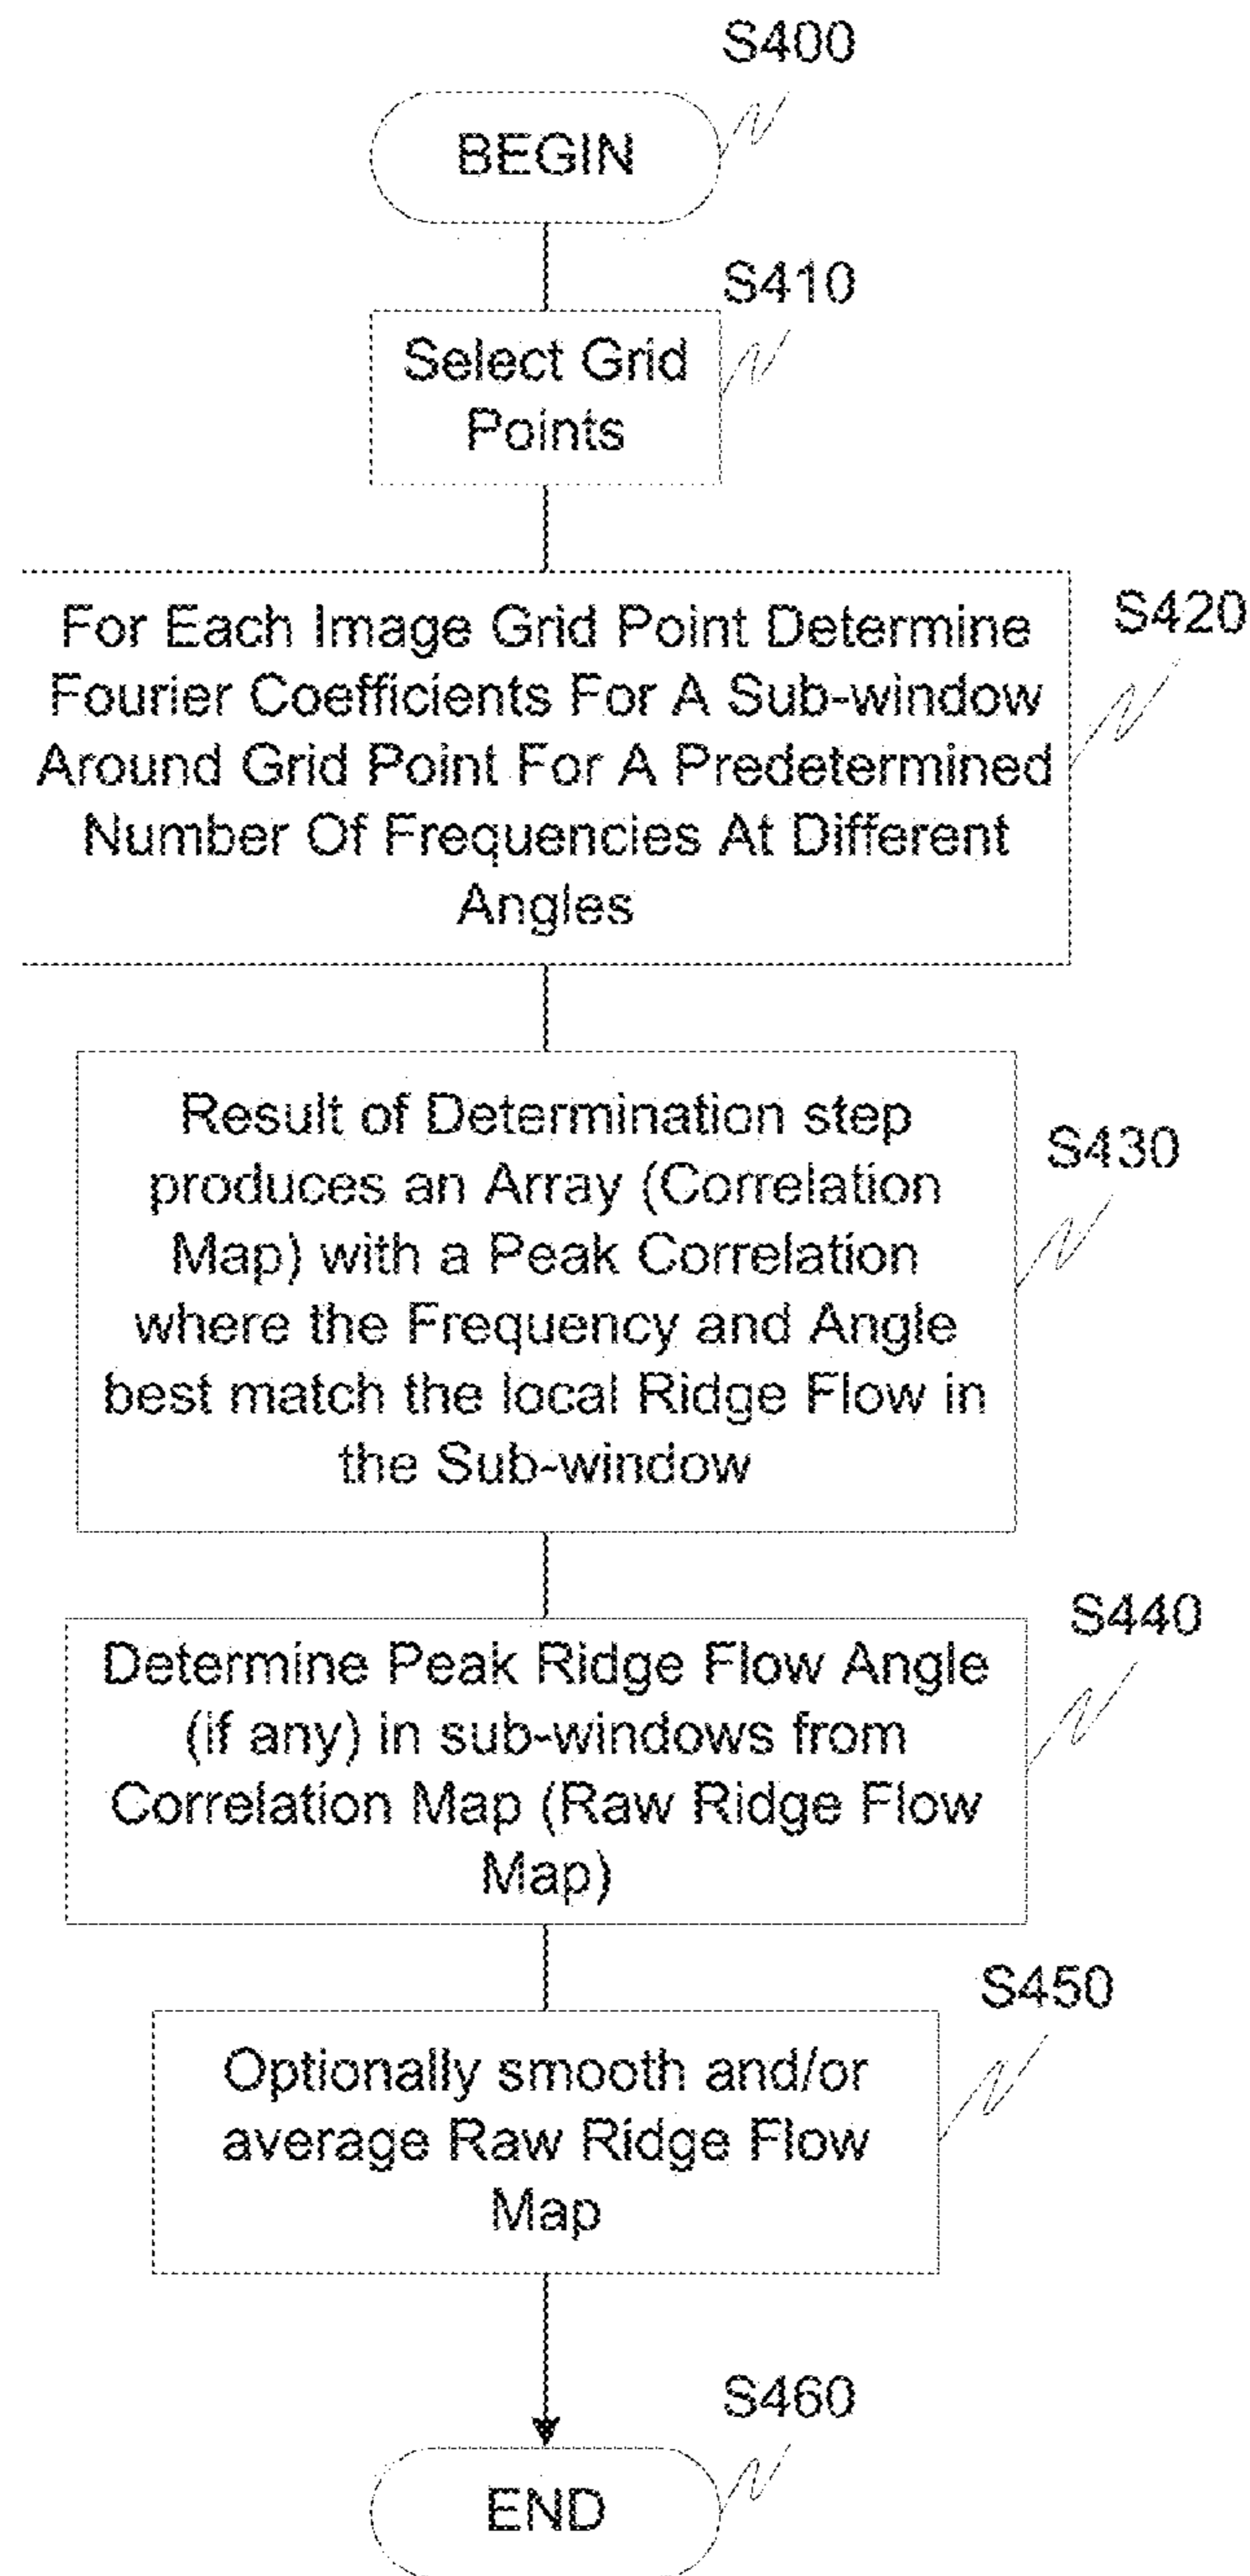 S400
BEGIN
S410
Select Grid
Points
S420
For Each Image Grid Point Determine
Fourier Coefficients For A Sub-window
Around Grid Point For A Predetermined
Number Of Frequencies At Different
Angles
S430
Result of Determination step
produces an Array (Correlation
Map) with a Peak Correlation
where the Frequency and Angle
best match the local Ridge Flow in
the Sub-window
S440
Determine Peak Ridge Flow Angle
(if any) in sub-windows from
Correlation Map (Raw Ridge Flow
Map)
S450
Optionally smooth and/or
average Raw Ridge Flow
Map
S460
END